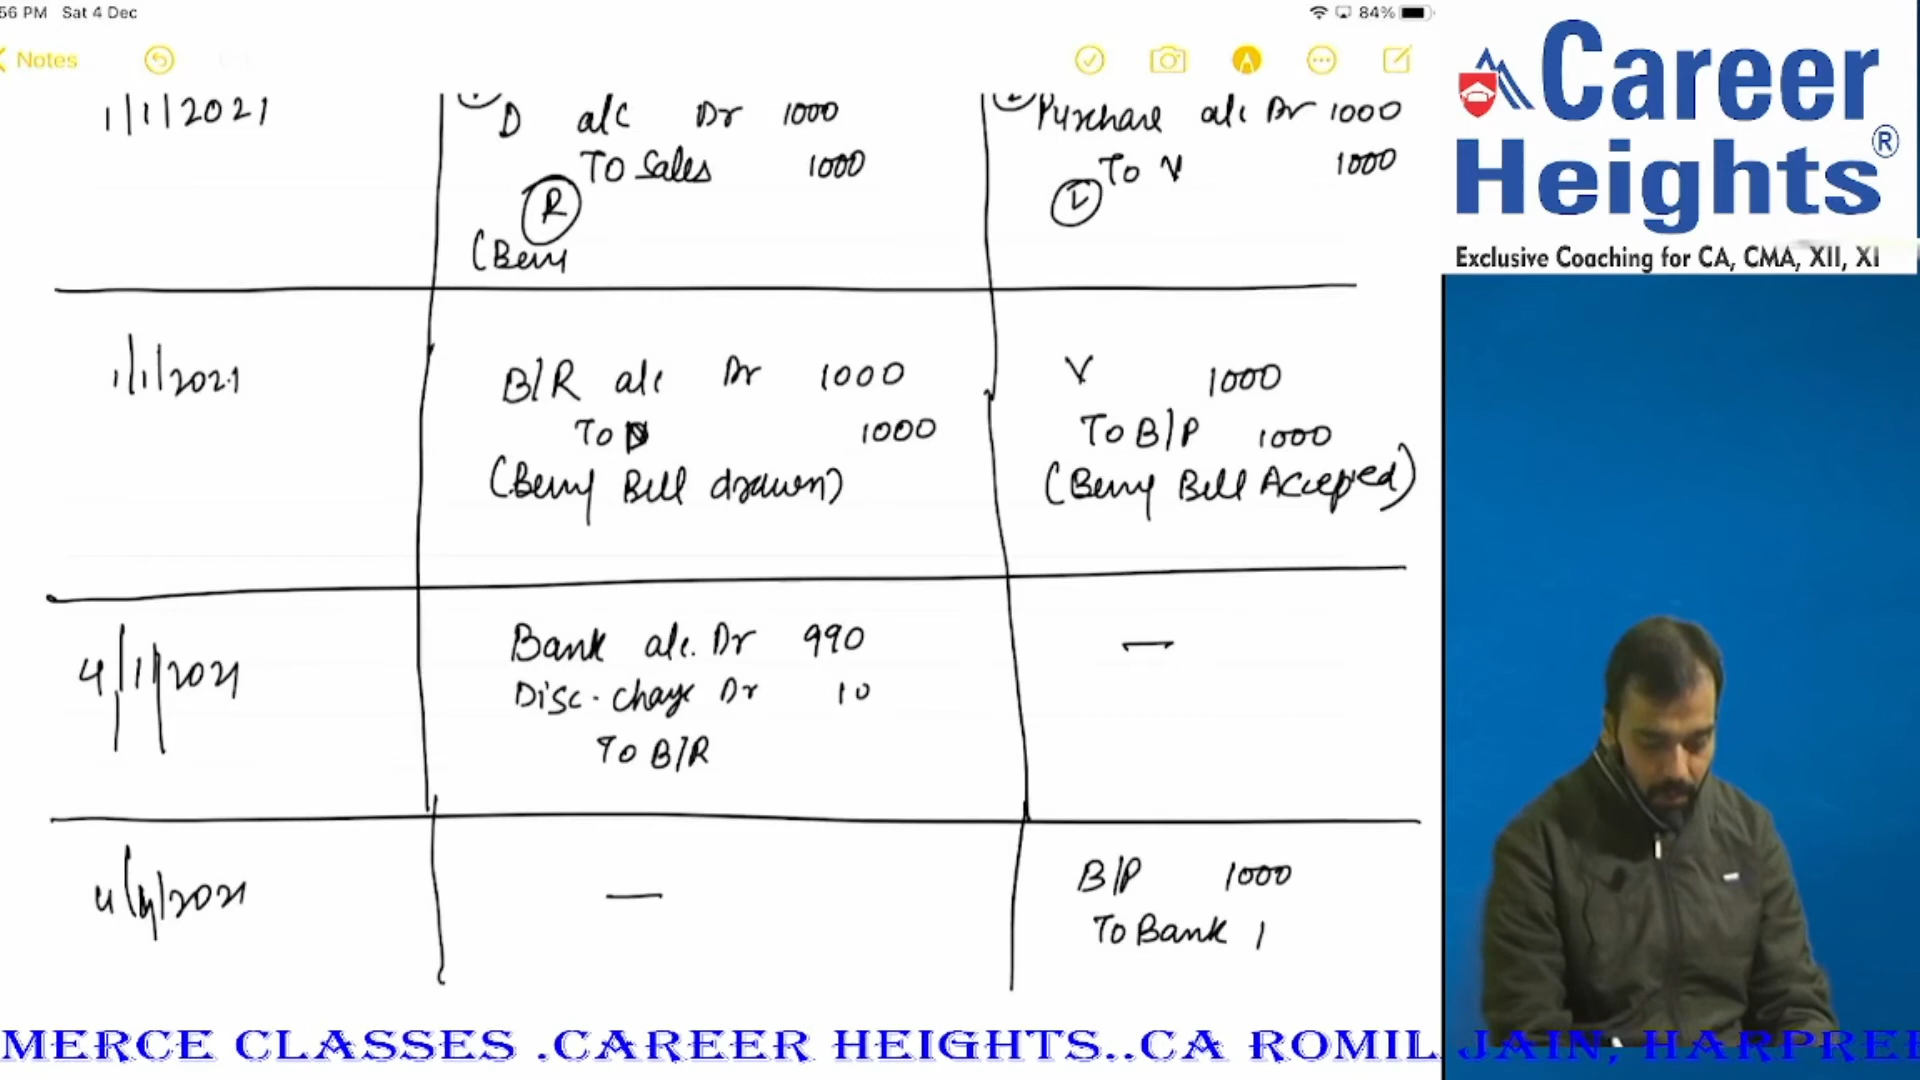 56 PM Sat 4 Dec
84%
Notes
1/1/2021
D a/c Dr 1000
To Sales 1000
R
(Being
Purchase a/c Dr 1000
To V 1000
L
1/1/2021
B/R a/c Dr 1000
To D 1000
(Being Bill drawn)
V 1000
To B/P 1000
(Being Bill Accepted)
4/1/2021
Bank a/c. Dr 990
Disc. charge Dr 10
To B/R
—
4/4/2021
—
B/P 1000
To Bank 1
Career
Heights®
Exclusive Coaching for CA, CMA, XII, XI
MERCE CLASSES .CAREER HEIGHTS..CA ROMIL JAIN, HARPREE